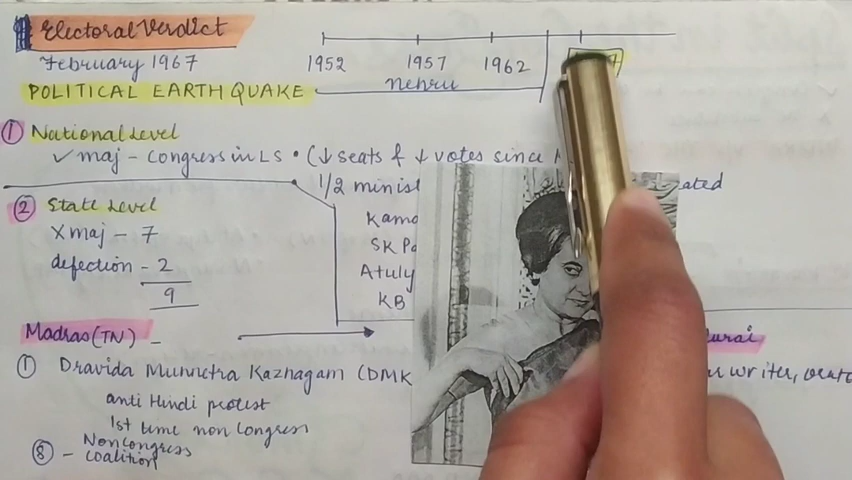 Electoral Verdict
February 1967
POLITICAL EARTHQUAKE
1952 1957 1962
Nehru
① National Level
✓ maj - Congress in LS • (↓ seats & ↓ votes since
1/2 minist
② State Level
X maj - 7
defection - 2
9
Kama
SK Pa
Atuly
KB
Madras (TN) -
① Dravida Munnetra Kazhagam (DMK
anti Hindi protest
1st time non Congress
⑧ - Noncongress
coalition
ated
durai
writer,